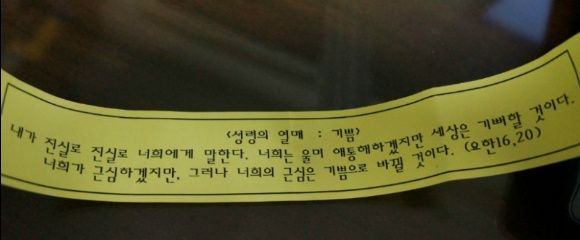 <성령의 열매 : 기쁨>
내가 진실로 진실로 너희에게 말한다. 너희는 울며 애통해하겠지만 세상은 기뻐할 것이다.
너희가 근심하겠지만, 그러나 너희의 근심은 기쁨으로 바뀔 것이다. (요한16,20)